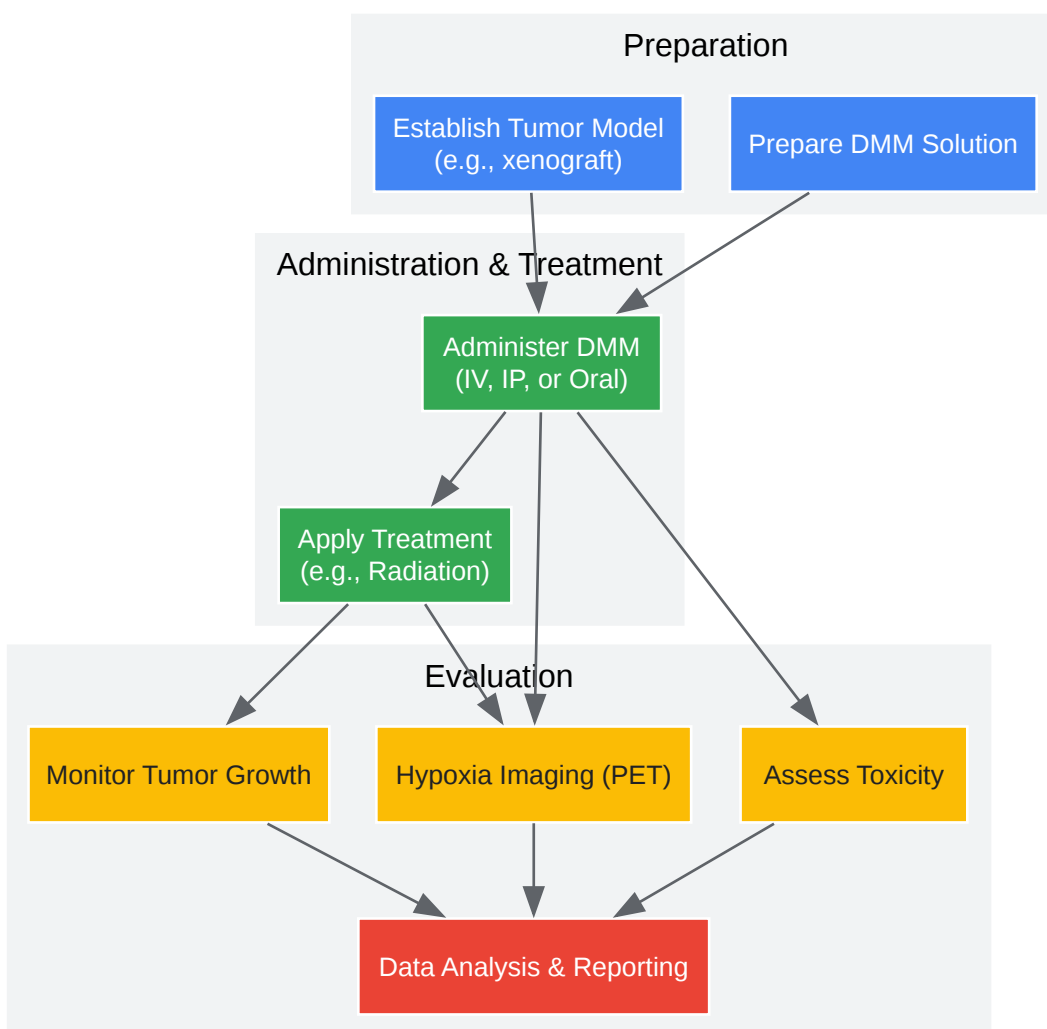 Preparation
Establish Tumor Model
(e.g., xenograft)
Prepare DMM Solution
Administration & Treatment
Administer DMM
(IV, IP, or Oral)
Apply Treatment
(e.g., Radiation)
Evaluation
Monitor Tumor Growth
Hypoxia Imaging (PET)
Assess Toxicity
Data Analysis & Reporting